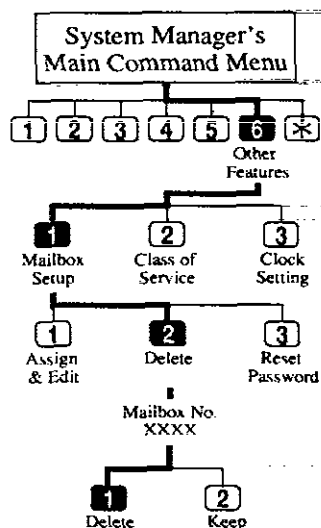 System Manager's
Main Command Menu
1 2 3 4 5 6 *
Other
Features
1 2 3
Mailbox Setup
Class of Service
Clock Setting
1 2 3
Assign & Edit
Delete
Reset Password
Mailbox No.
XXXX
1 2
Delete Keep